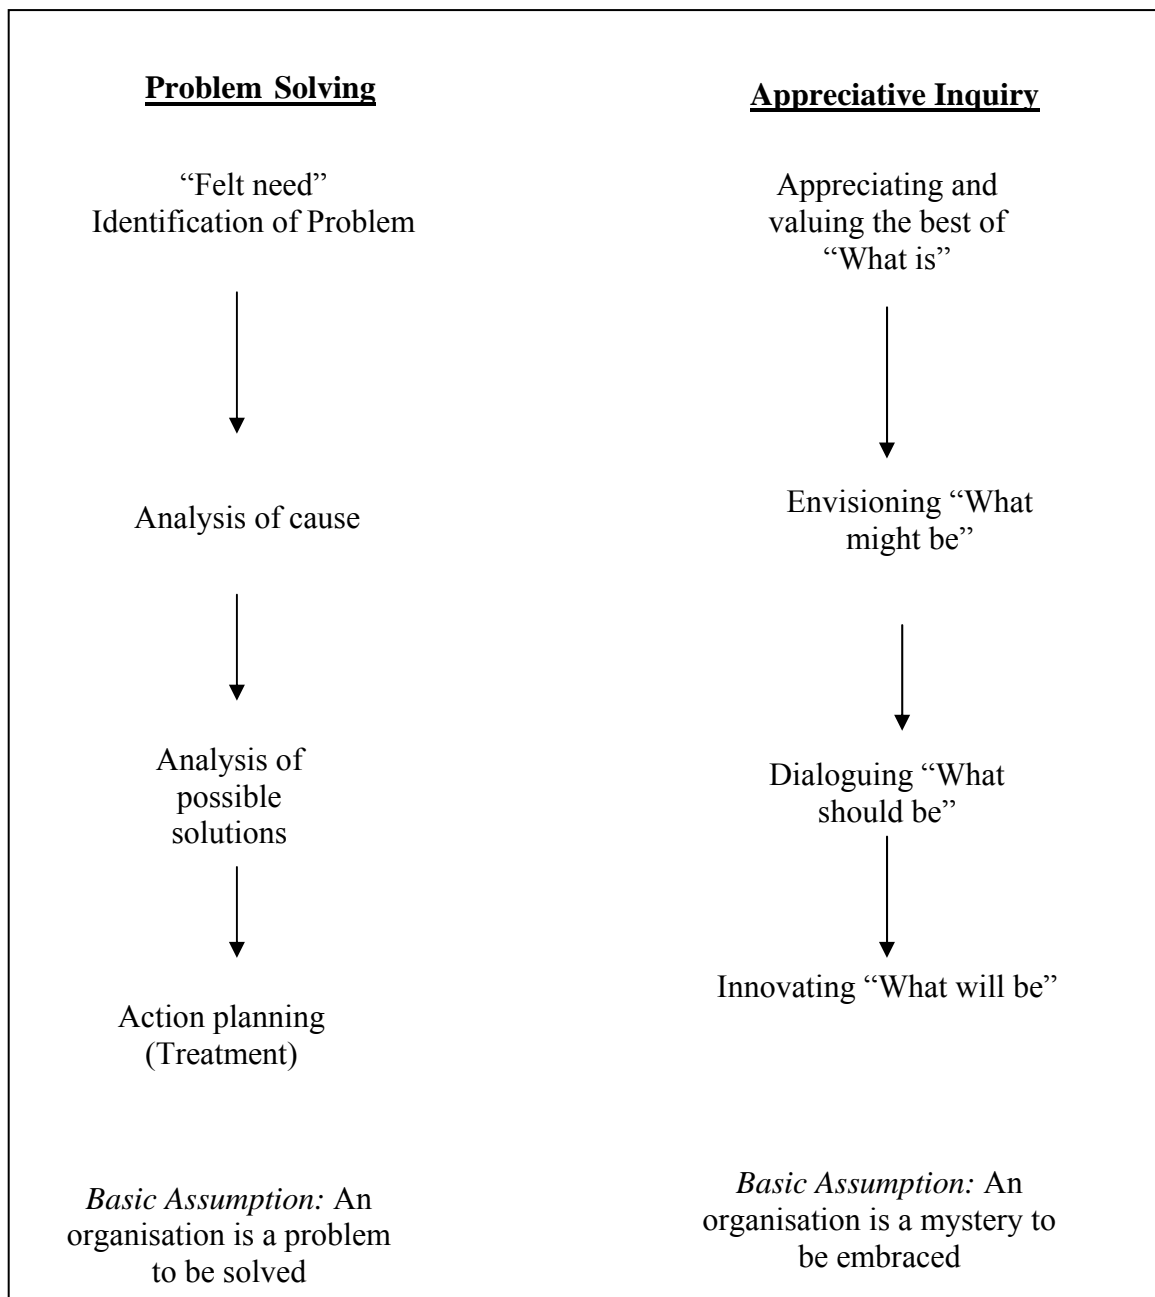 Problem Solving
“Felt need”
Identification of Problem
Analysis of cause
Analysis of
possible
solutions
Action planning
(Treatment)
Basic Assumption: An
organisation is a problem
to be solved
Appreciative Inquiry
Appreciating and
valuing the best of
“What is”
Envisioning “What
might be”
Dialoguing “What
should be”
Innovating “What will be”
Basic Assumption: An
organisation is a mystery to
be embraced